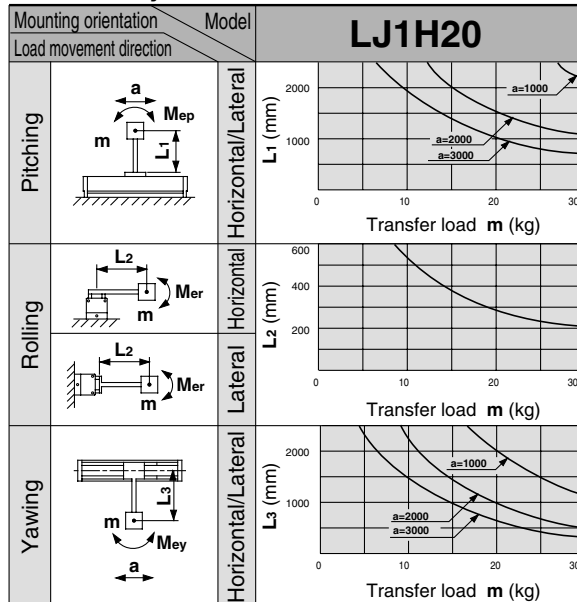 Mounting orientation Model
Load movement direction
LJ1H20
Pitching
a
Mep
m
L1
Horizontal/Lateral
L1 (mm)
2000
1000
a=1000
a=2000
a=3000
0 10 20 30
Transfer load m (kg)
Rolling
L2
Mer
m
Horizontal
L2
Mer
m
Lateral
L2 (mm)
600
400
200
0 10 20 30
Transfer load m (kg)
Yawing
L3
m
Mey
a
Horizontal/Lateral
L3 (mm)
2000
1000
a=1000
a=2000
a=3000
0 10 20 30
Transfer load m (kg)